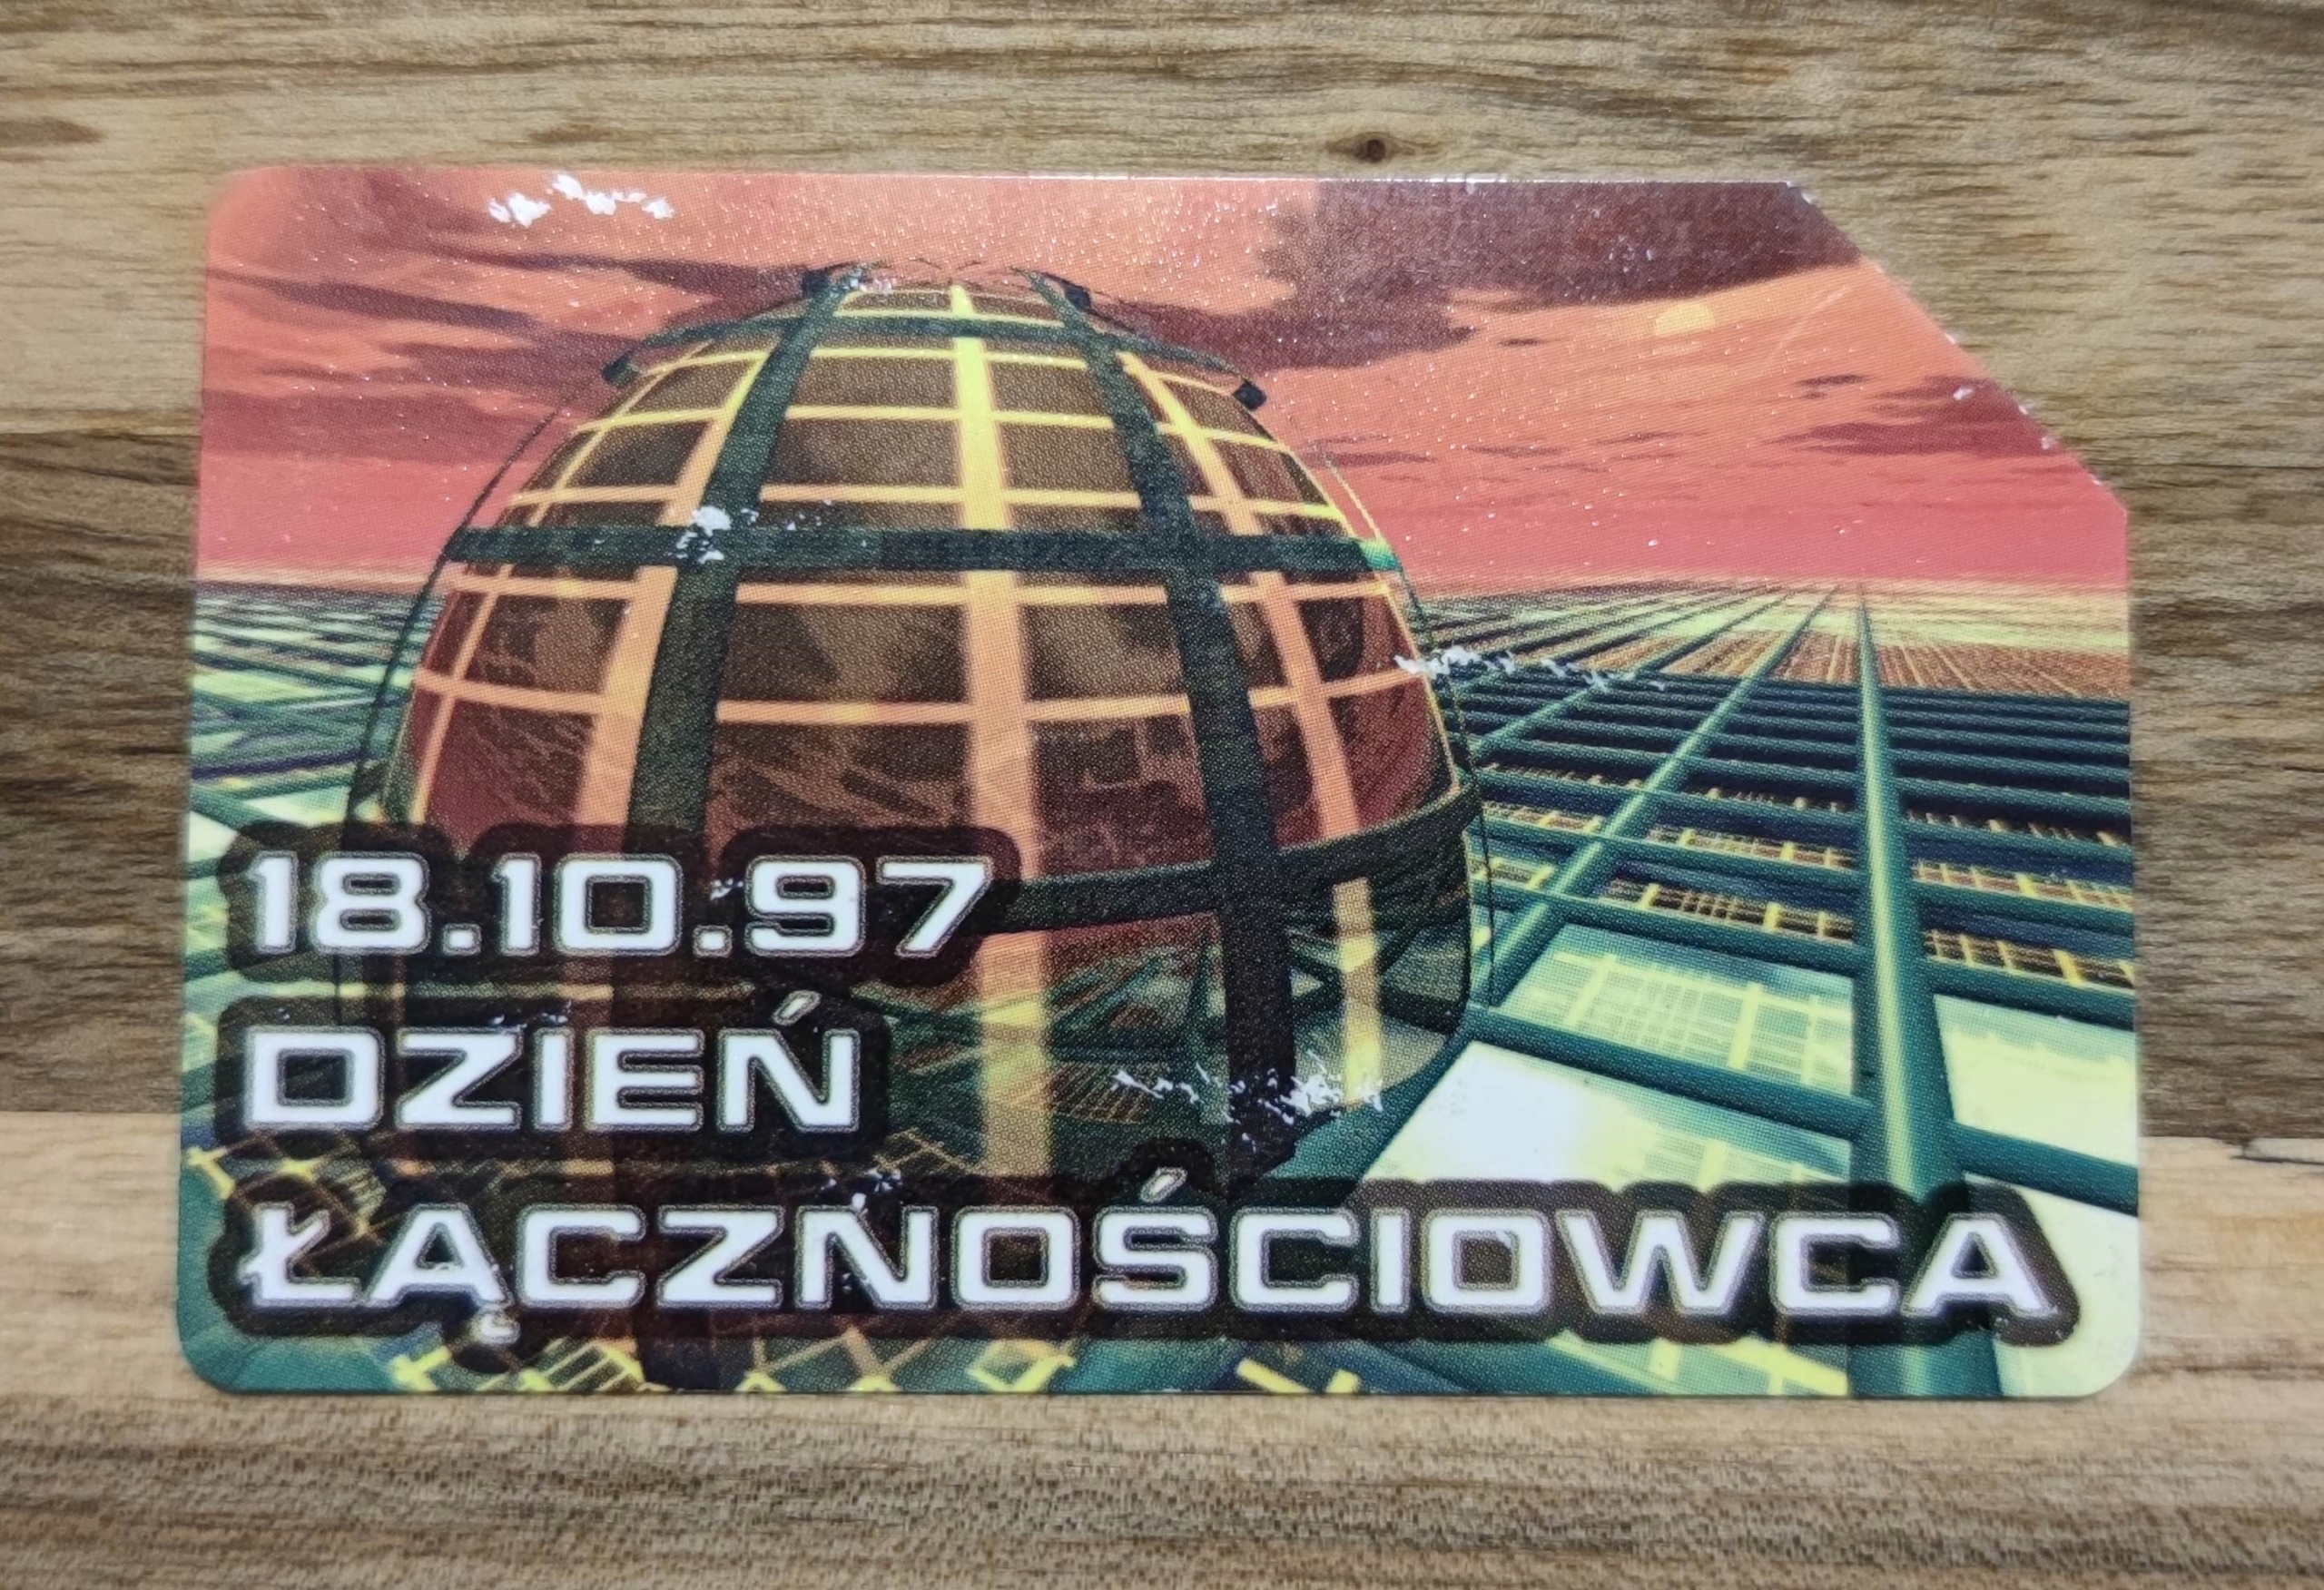 18.10.97
DZIEŃ
ŁĄCZNOŚCIOWCA